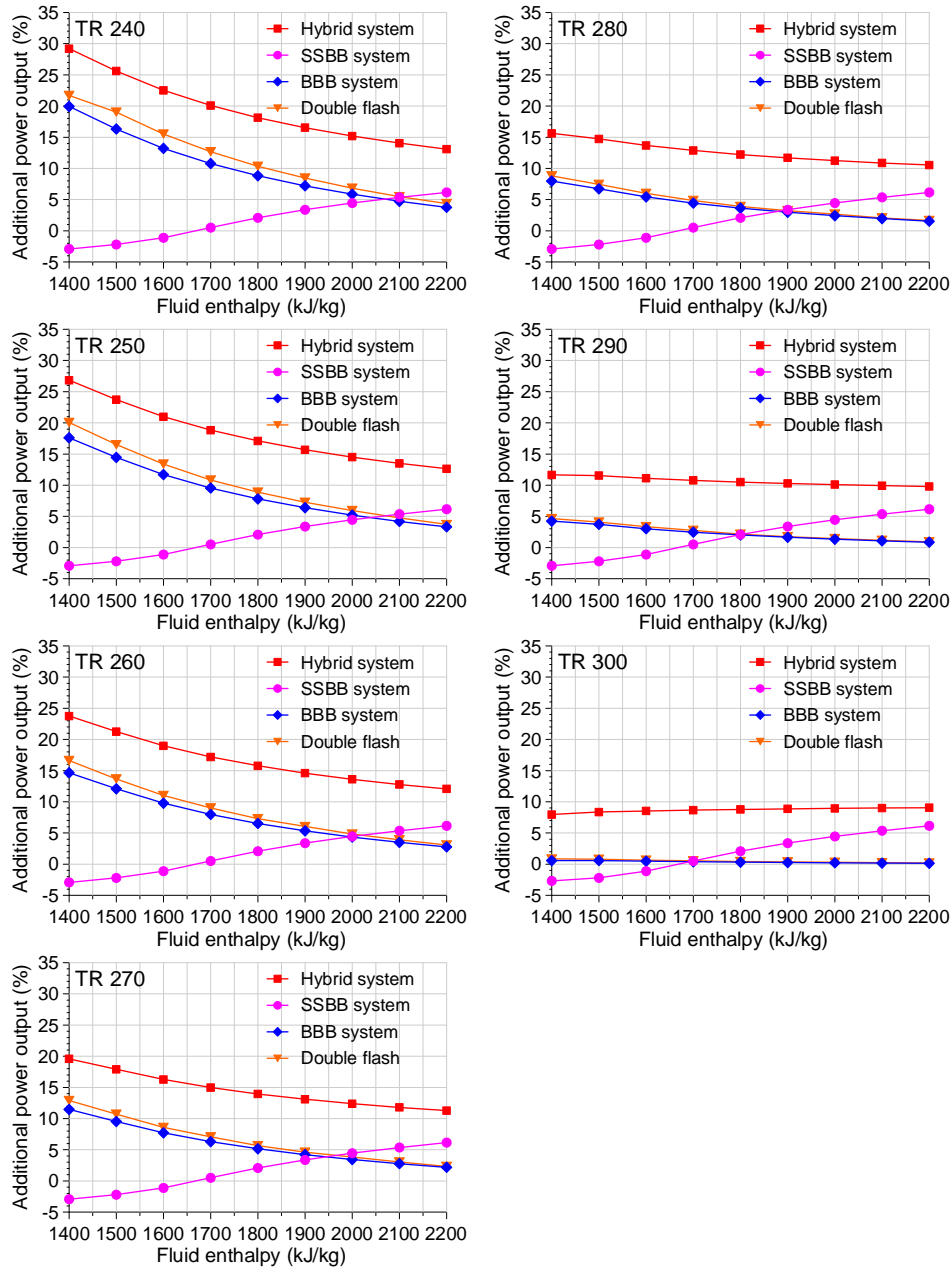 TR 240
Hybrid system
SSBB system
BBB system
Double flash
Additional power output (%)
35
30
25
20
15
10
5
0
-5
1400 1500 1600 1700 1800 1900 2000 2100 2200
Fluid enthalpy (kJ/kg)
TR 280
Hybrid system
SSBB system
BBB system
Double flash
Additional power output (%)
35
30
25
20
15
10
5
0
-5
1400 1500 1600 1700 1800 1900 2000 2100 2200
Fluid enthalpy (kJ/kg)
TR 250
Hybrid system
SSBB system
BBB system
Double flash
Additional power output (%)
35
30
25
20
15
10
5
0
-5
1400 1500 1600 1700 1800 1900 2000 2100 2200
Fluid enthalpy (kJ/kg)
TR 290
Hybrid system
SSBB system
BBB system
Double flash
Additional power output (%)
35
30
25
20
15
10
5
0
-5
1400 1500 1600 1700 1800 1900 2000 2100 2200
Fluid enthalpy (kJ/kg)
TR 260
Hybrid system
SSBB system
BBB system
Double flash
Additional power output (%)
35
30
25
20
15
10
5
0
-5
1400 1500 1600 1700 1800 1900 2000 2100 2200
Fluid enthalpy (kJ/kg)
TR 300
Hybrid system
SSBB system
BBB system
Double flash
Additional power output (%)
35
30
25
20
15
10
5
0
-5
1400 1500 1600 1700 1800 1900 2000 2100 2200
Fluid enthalpy (kJ/kg)
TR 270
Hybrid system
SSBB system
BBB system
Double flash
Additional power output (%)
35
30
25
20
15
10
5
0
-5
1400 1500 1600 1700 1800 1900 2000 2100 2200
Fluid enthalpy (kJ/kg)